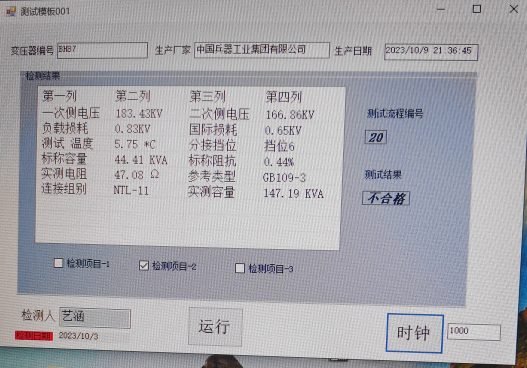 测试模板001
变压器编号 BH87 生产厂家 中国兵器工业集团有限公司 生产日期 2023/10/9 21:36:45
检测结果
第一列 第二列 第三列 第四列
一次侧电压 183.43KV 二次侧电压 166.86KV
负载损耗 0.83KV 国际损耗 0.65KV
测试 温度 5.75 *C 分接挡位 挡位6
标称容量 44.41 KVA 标称阻抗 0.44%
实测电阻 47.08 Ω 参考类型 GB109-3
连接组别 NTL-11 实测容量 147.19 KVA
测试流程编号
20
测试结果
不合格
检测项目-1 检测项目-2 检测项目-3
检测人 艺涵
检测日期 2023/10/3
运行
时钟 1000